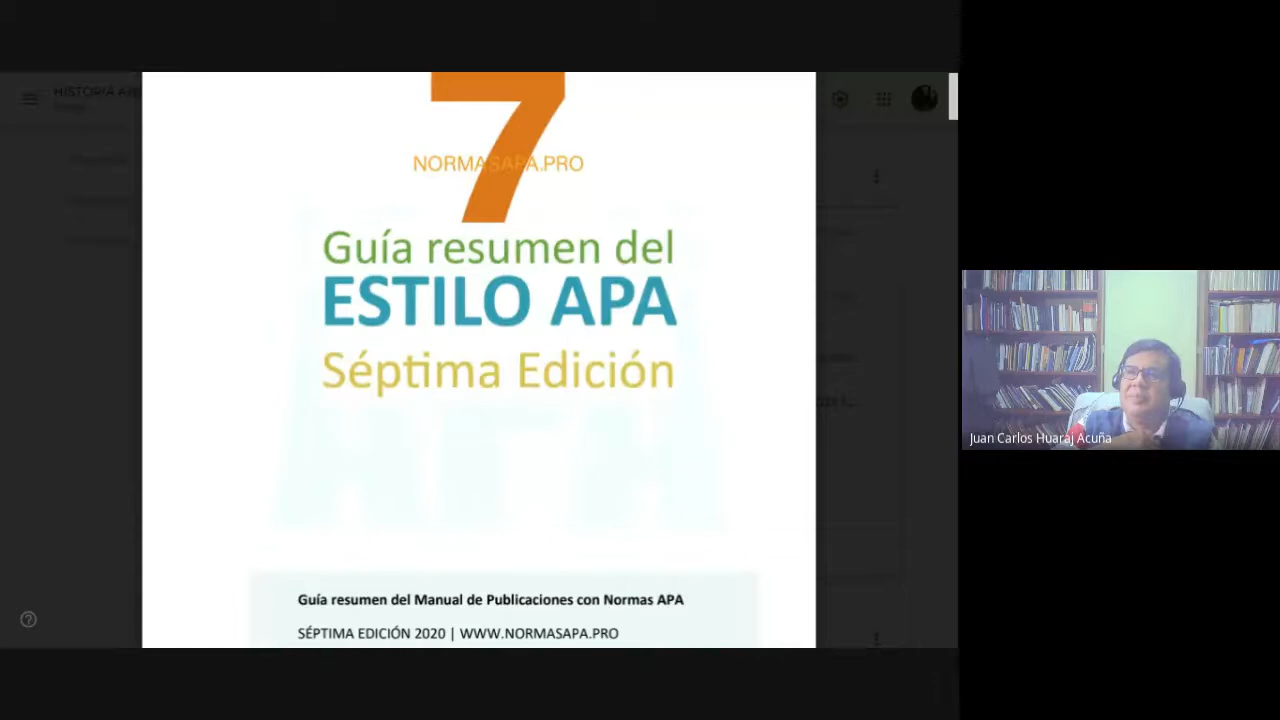 HISTORIA
7
NORMASAPA.PRO
Guía resumen del
ESTILO APA
Séptima Edición
Guía resumen del Manual de Publicaciones con Normas APA
SÉPTIMA EDICIÓN 2020 | WWW.NORMASAPA.PRO
Juan Carlos Huaraj Acuña